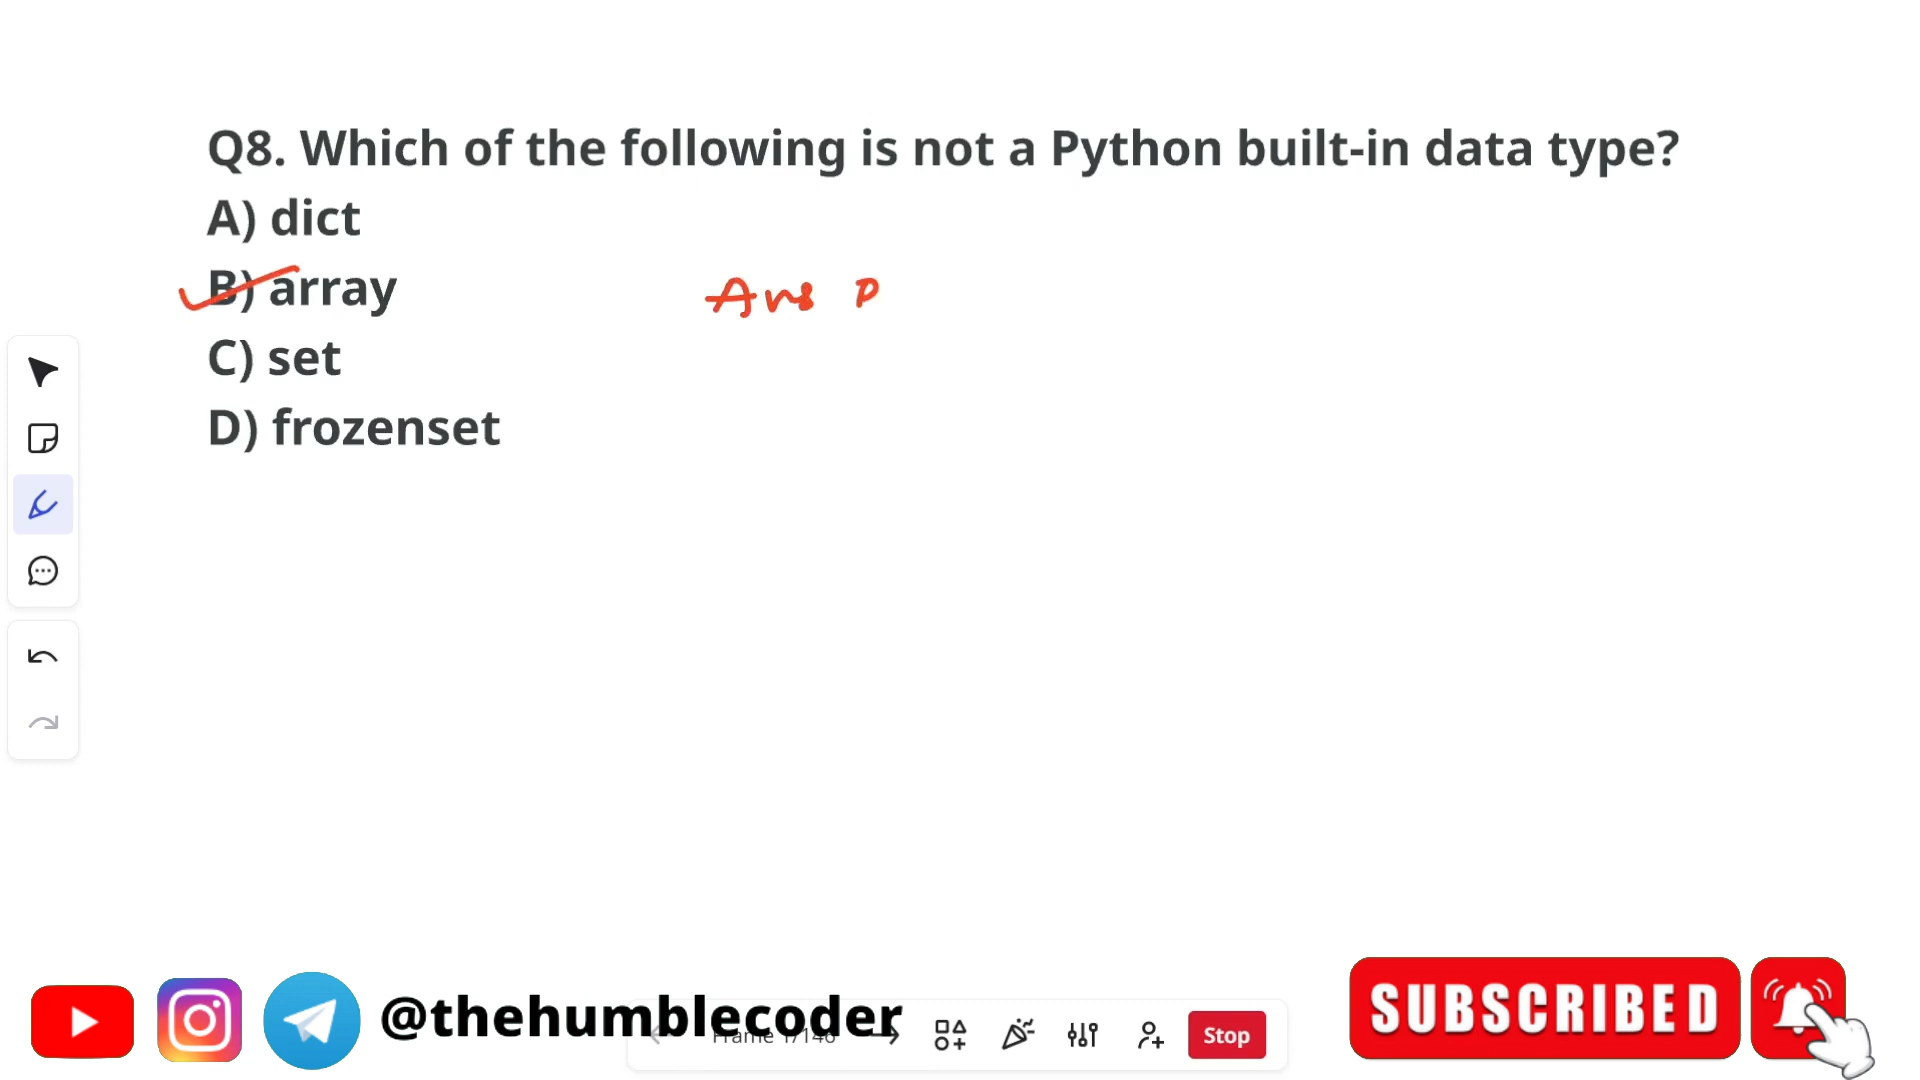 Q8. Which of the following is not a Python built-in data type?
A) dict
B) array
Ans
C) set
D) frozenset
@thehumblecoder
Stop
SUBSCRIBED